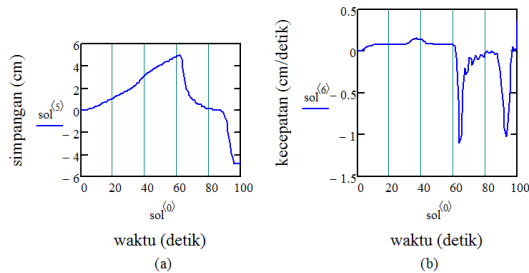 6
4
2
0
− 2
− 4
− 6
simpangan (cm)
sol⟨5⟩
0 20 40 60 80 100
sol⟨0⟩
waktu (detik)
(a)
0.5
0
− 0.5
− 1
− 1.5
kecepatan (cm/detik)
sol⟨6⟩
0 20 40 60 80 100
sol⟨0⟩
waktu (detik)
(b)